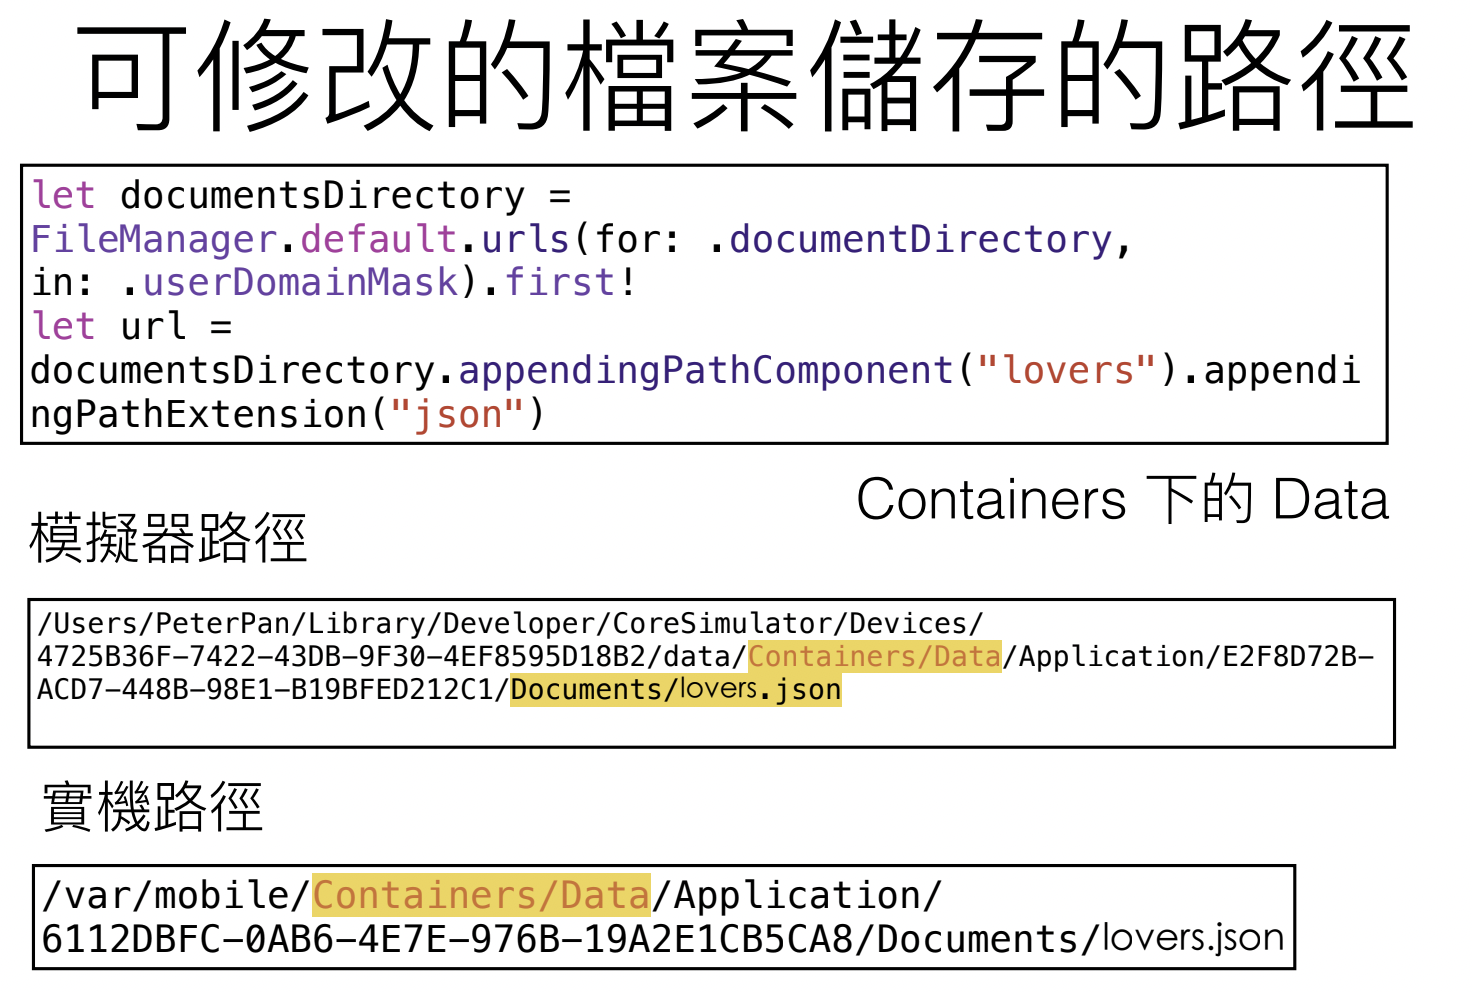 可修改的檔案儲存的路徑
let documentsDirectory =
FileManager.default.urls(for: .documentDirectory,
in: .userDomainMask).first!
let url =
documentsDirectory.appendingPathComponent("lovers").appendi
ngPathExtension("json")
Containers 下的 Data
模擬器路徑
/Users/PeterPan/Library/Developer/CoreSimulator/Devices/
4725B36F-7422-43DB-9F30-4EF8595D18B2/data/Containers/Data/Application/E2F8D72B-
ACD7-448B-98E1-B19BFED212C1/Documents/lovers.json
實機路徑
/var/mobile/Containers/Data/Application/
6112DBFC-0AB6-4E7E-976B-19A2E1CB5CA8/Documents/lovers.json